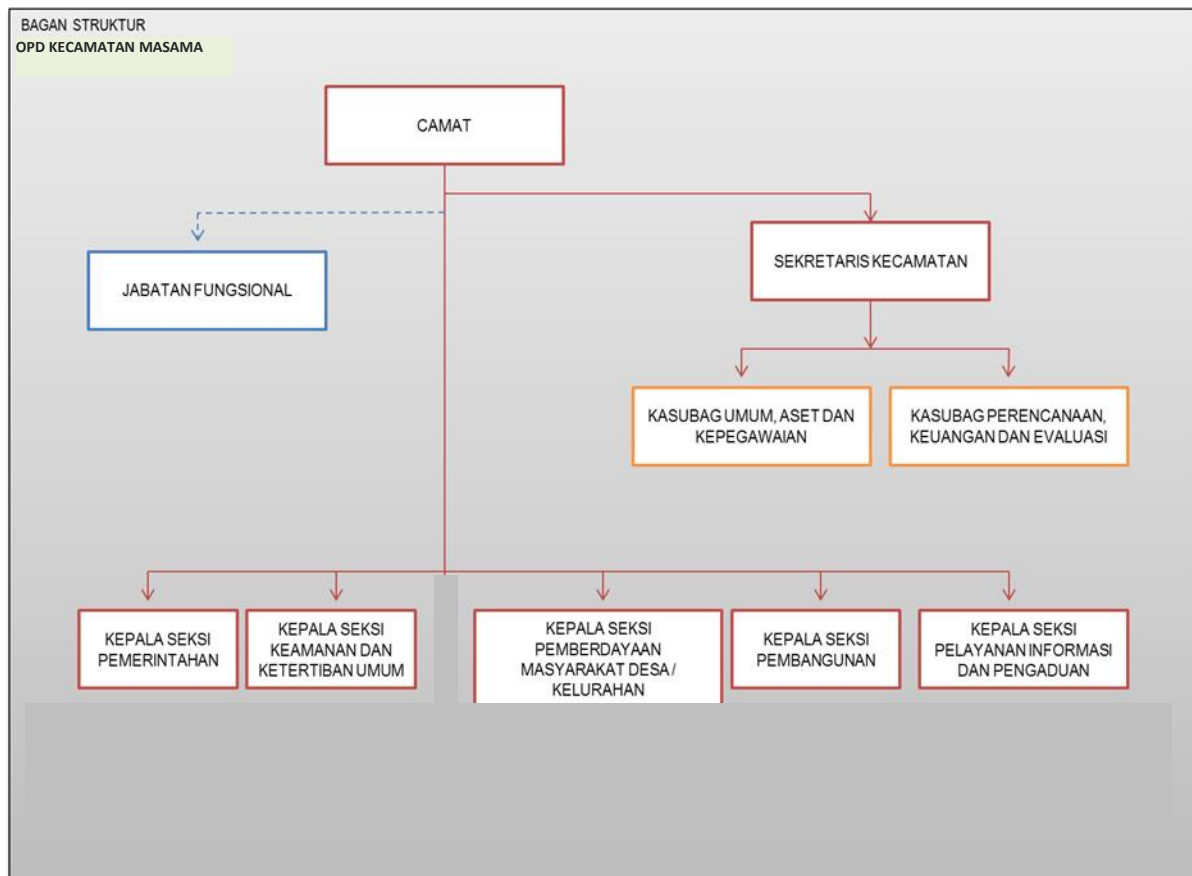 BAGAN STRUKTUR
OPD KECAMATAN MASAMA
CAMAT
JABATAN FUNGSIONAL
SEKRETARIS KECAMATAN
KASUBAG UMUM, ASET DAN
KEPEGAWAIAN
KASUBAG PERENCANAAN,
KEUANGAN DAN EVALUASI
KEPALA SEKSI
PEMERINTAHAN
KEPALA SEKSI
KEAMANAN DAN
KETERTIBAN UMUM
KEPALA SEKSI
PEMBERDAYAAN
MASYARAKAT DESA /
KELURAHAN
KEPALA SEKSI
PEMBANGUNAN
KEPALA SEKSI
PELAYANAN INFORMASI
DAN PENGADUAN